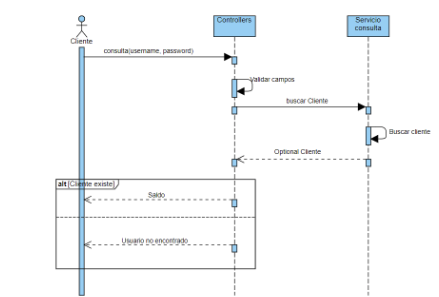 Cliente
Controllers
Servicio
consulta
consulta(username, password)
Validar campos
buscar Cliente
Buscar cliente
Optional Cliente
alt [Cliente existe]
Saldo
Usuario no encontrado